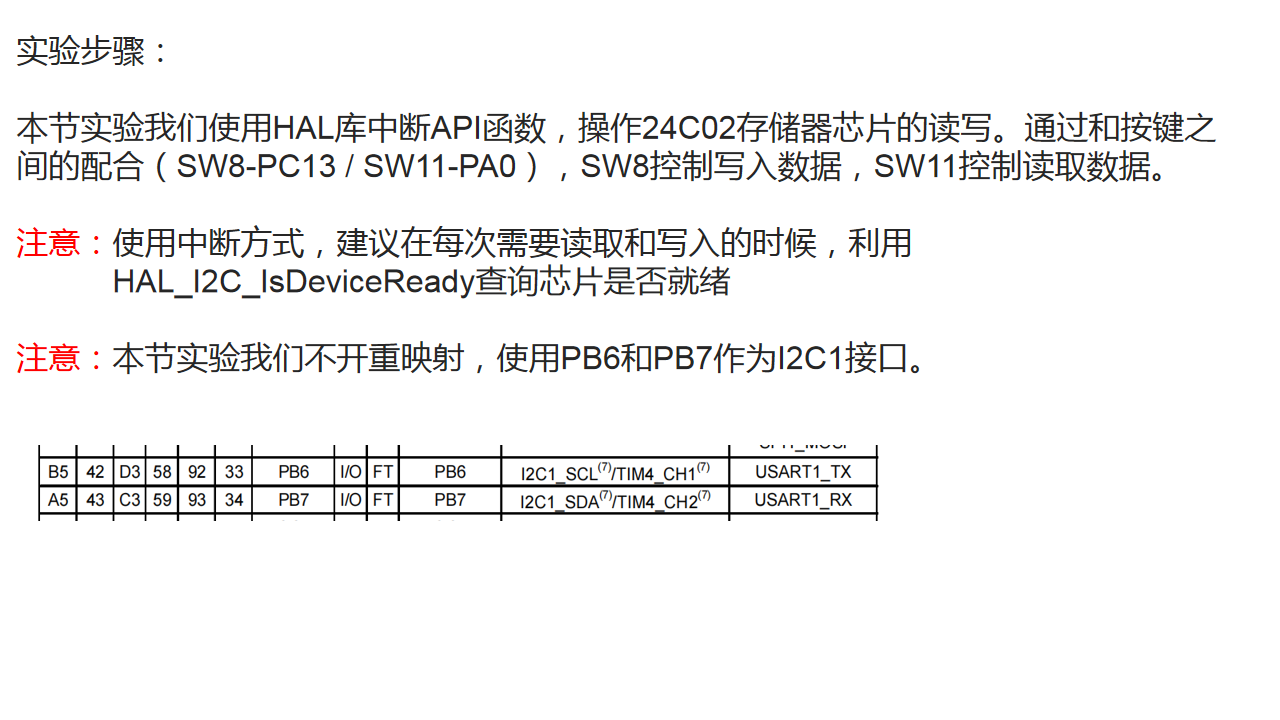 实验步骤：
本节实验我们使用HAL库中断API函数，操作24C02存储器芯片的读写。通过和按键之
间的配合（SW8-PC13 / SW11-PA0），SW8控制写入数据，SW11控制读取数据。
注意：使用中断方式，建议在每次需要读取和写入的时候，利用
HAL_I2C_IsDeviceReady查询芯片是否就绪
注意：本节实验我们不开重映射，使用PB6和PB7作为I2C1接口。
B5 42 D3 58 92 33 PB6 I/O FT PB6 I2C1_SCL(7)/TIM4_CH1(7) USART1_TX
A5 43 C3 59 93 34 PB7 I/O FT PB7 I2C1_SDA(7)/TIM4_CH2(7) USART1_RX